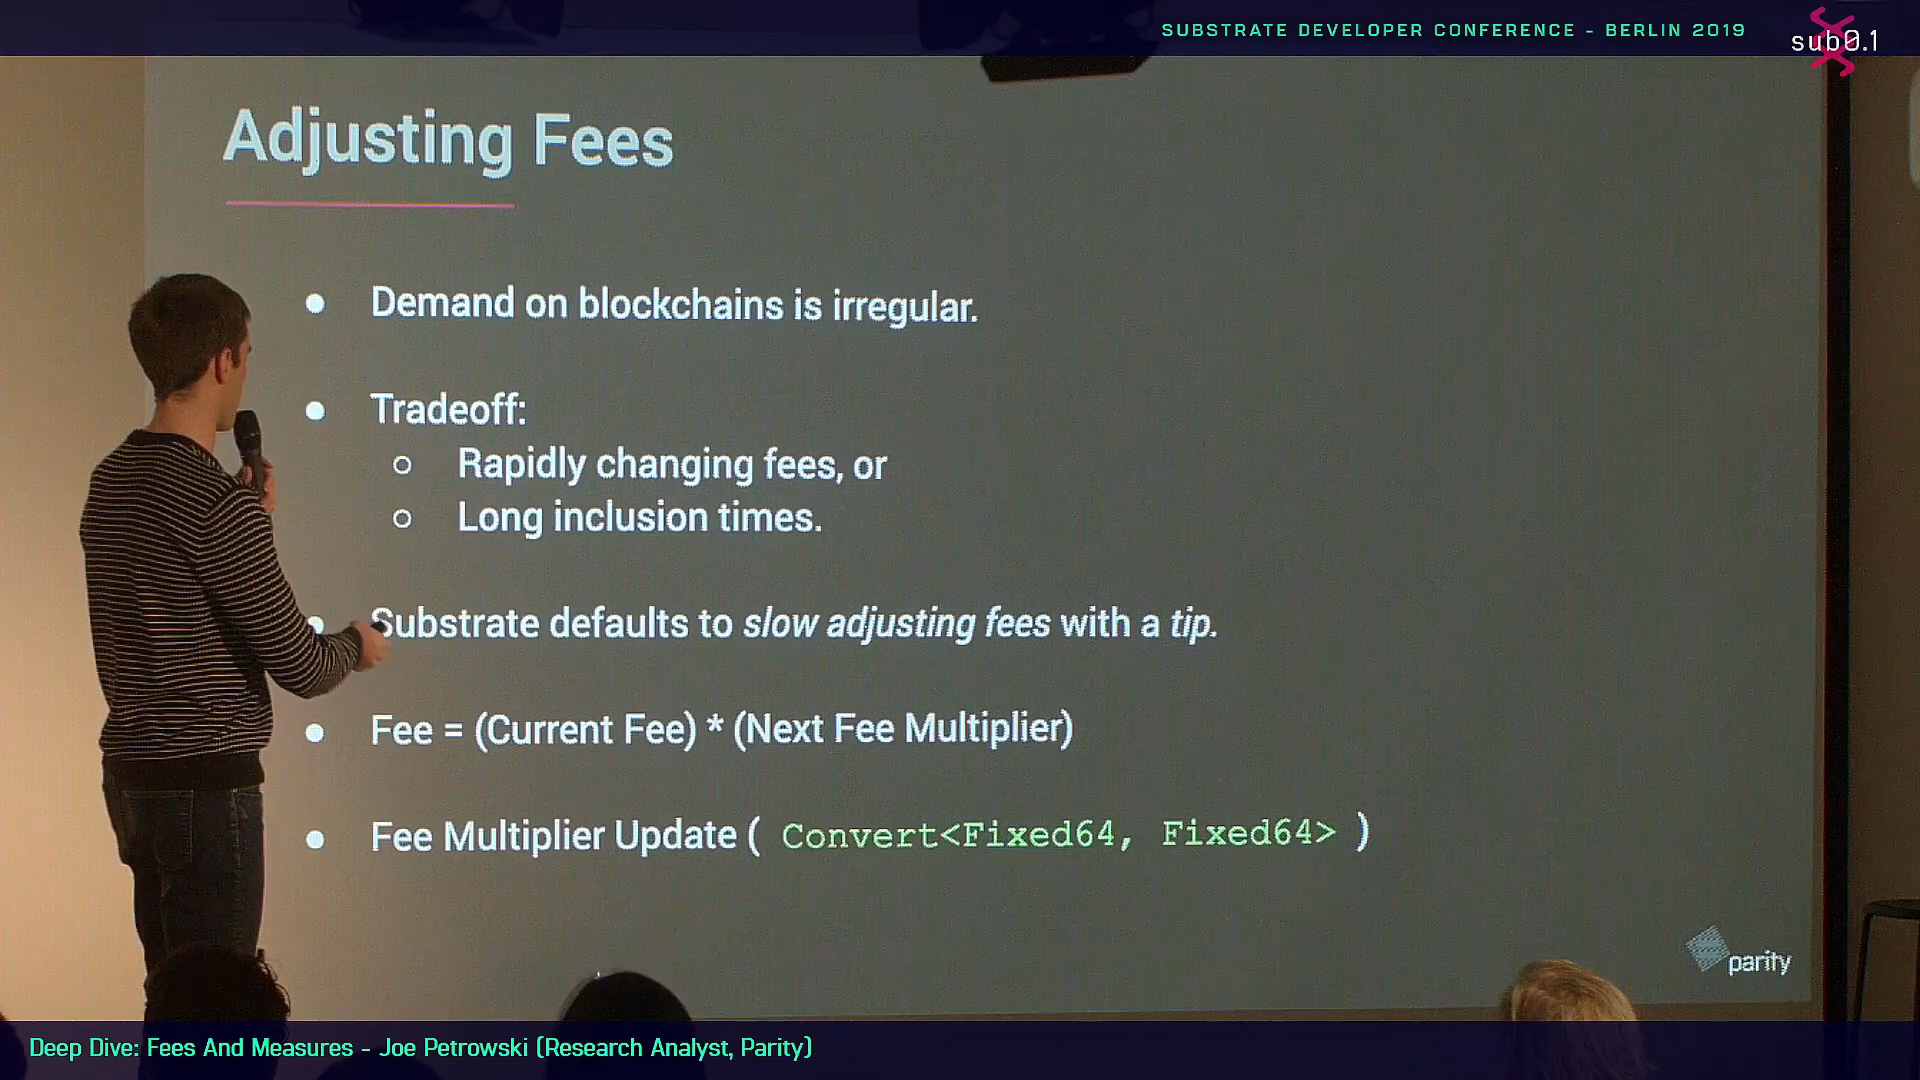 SUBSTRATE DEVELOPER CONFERENCE - BERLIN 2019
sub0.1
Adjusting Fees
● Demand on blockchains is irregular.
● Tradeoff:
○ Rapidly changing fees, or
○ Long inclusion times.
● Substrate defaults to slow adjusting fees with a tip.
● Fee = (Current Fee) * (Next Fee Multiplier)
● Fee Multiplier Update ( Convert<Fixed64, Fixed64> )
parity
Deep Dive: Fees And Measures - Joe Petrowski (Research Analyst, Parity)